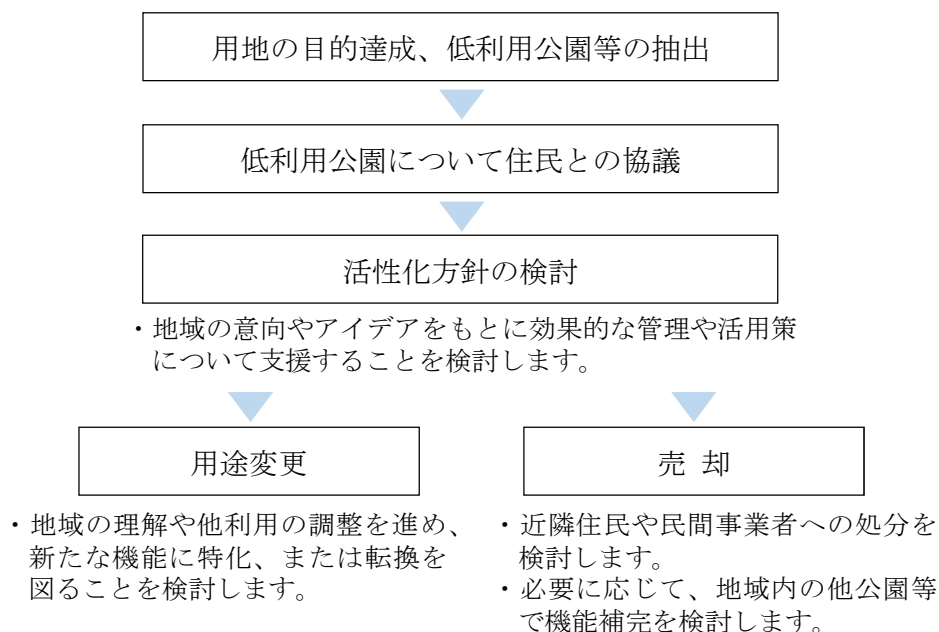 用地の目的達成、低利用公園等の抽出
低利用公園について住民との協議
活性化方針の検討
・地域の意向やアイデアをもとに効果的な管理や活用策
について支援することを検討します。
用途変更
・地域の理解や他利用の調整を進め、
新たな機能に特化、または転換を
図ることを検討します。
売 却
・近隣住民や民間事業者への処分を
検討します。
・必要に応じて、地域内の他公園等
で機能補完を検討します。